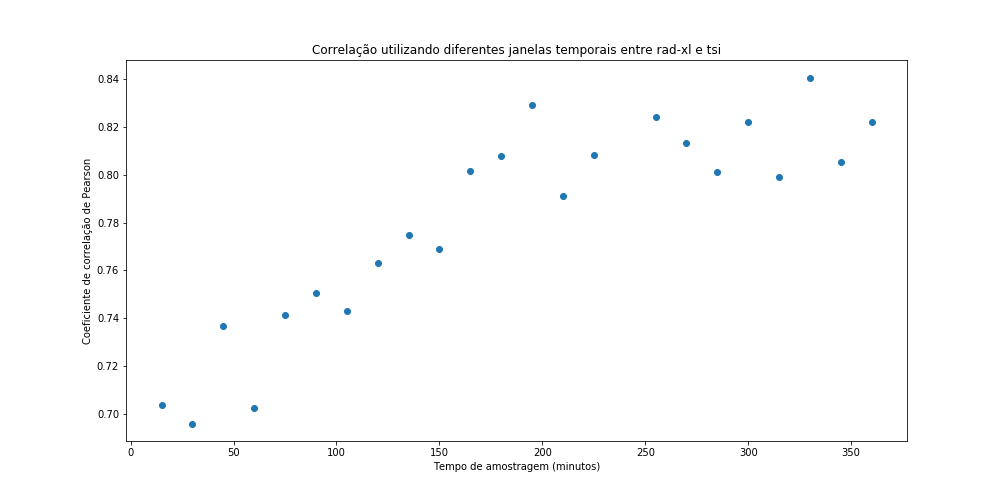 Correlação utilizando diferentes janelas temporais entre rad-xl e tsi
Coeficiente de correlação de Pearson
0.84
0.82
0.80
0.78
0.76
0.74
0.72
0.70
0 50 100 150 200 250 300 350
Tempo de amostragem (minutos)